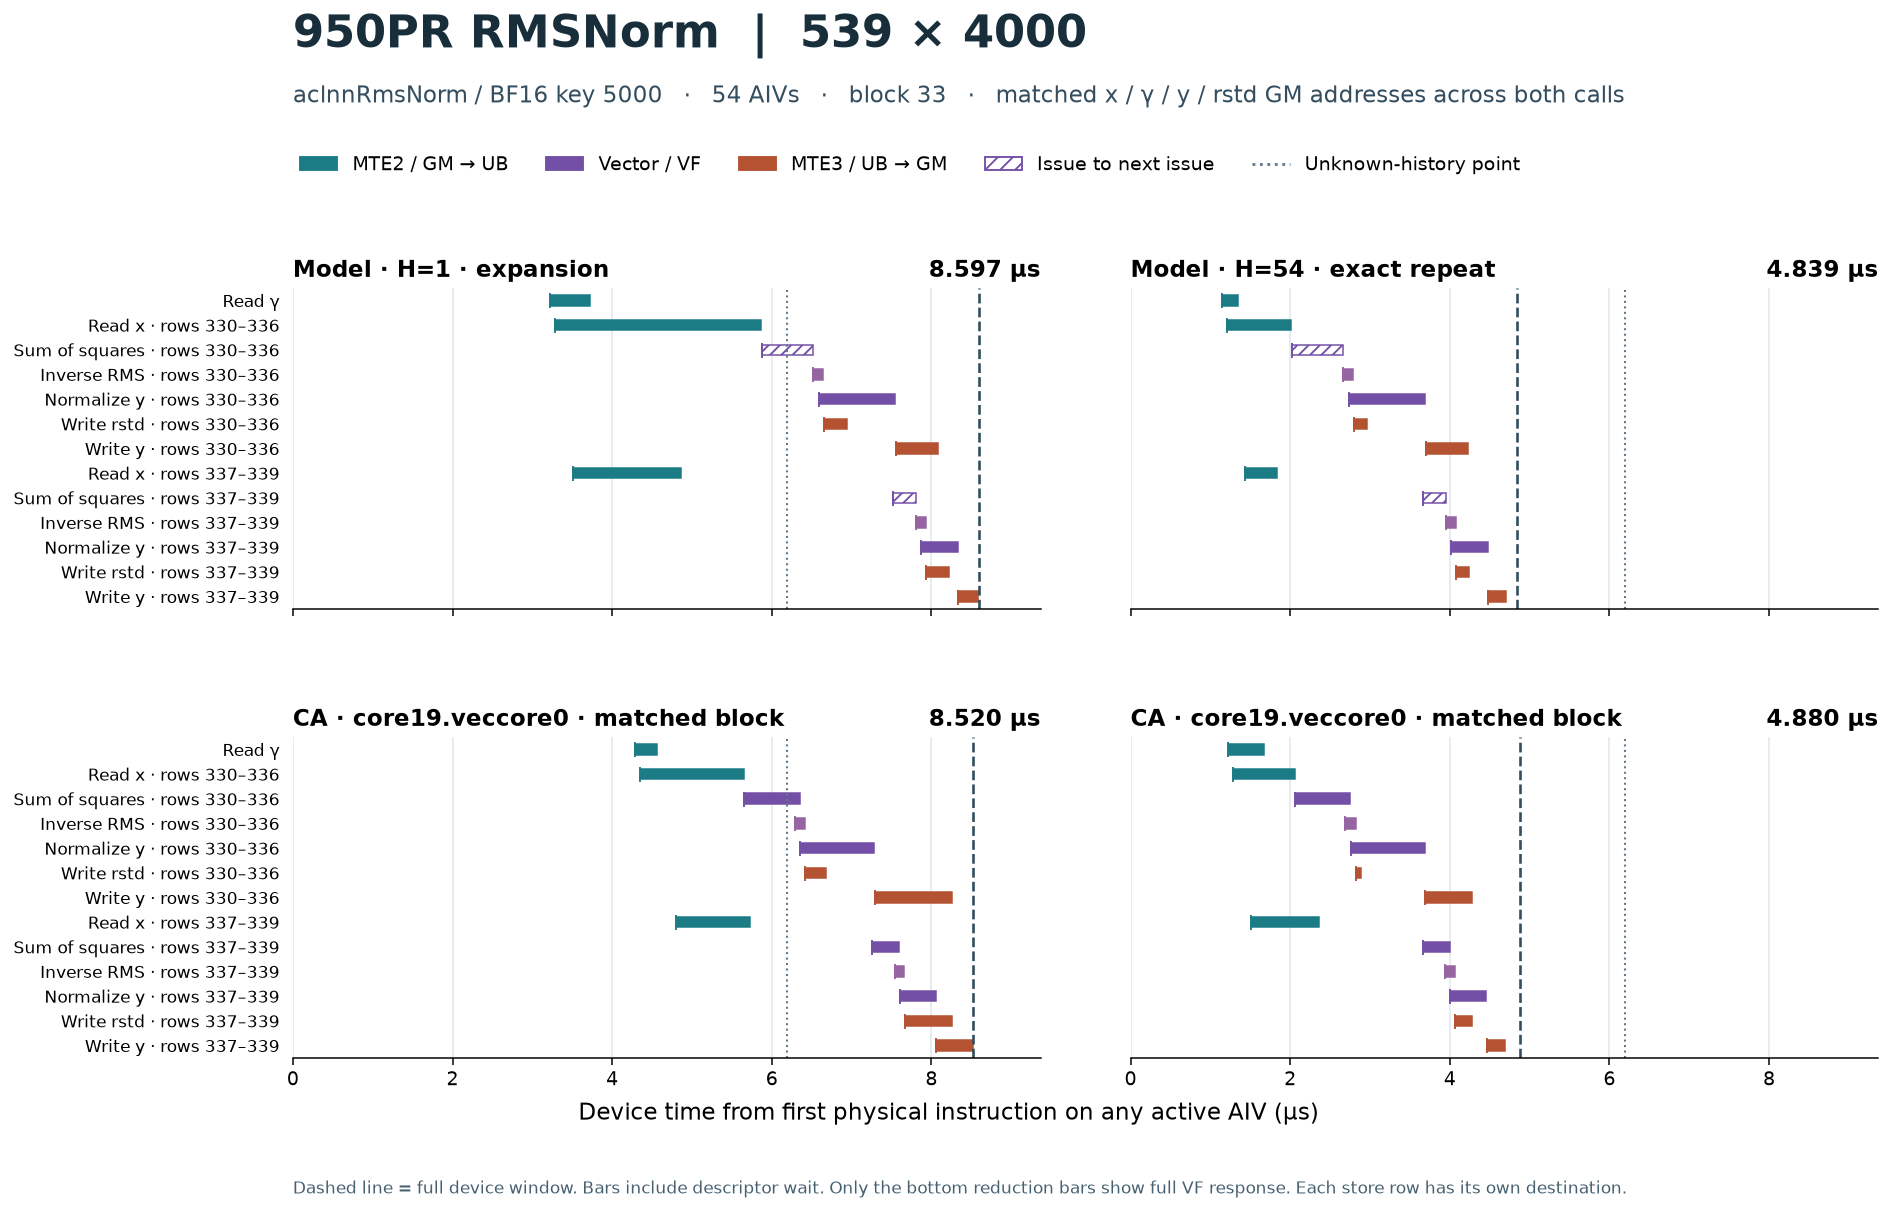 950PR RMSNorm | 539 × 4000
aclnnRmsNorm / BF16 key 5000 · 54 AIVs · block 33 · matched x / γ / y / rstd GM addresses across both calls
MTE2 / GM → UB
Vector / VF
MTE3 / UB → GM
Issue to next issue
Unknown-history point
Model · H=1 · expansion 8.597 µs
Read γ
Read x · rows 330–336
Sum of squares · rows 330–336
Inverse RMS · rows 330–336
Normalize y · rows 330–336
Write rstd · rows 330–336
Write y · rows 330–336
Read x · rows 337–339
Sum of squares · rows 337–339
Inverse RMS · rows 337–339
Normalize y · rows 337–339
Write rstd · rows 337–339
Write y · rows 337–339
Model · H=54 · exact repeat 4.839 µs
CA · core19.veccore0 · matched block 8.520 µs
Read γ
Read x · rows 330–336
Sum of squares · rows 330–336
Inverse RMS · rows 330–336
Normalize y · rows 330–336
Write rstd · rows 330–336
Write y · rows 330–336
Read x · rows 337–339
Sum of squares · rows 337–339
Inverse RMS · rows 337–339
Normalize y · rows 337–339
Write rstd · rows 337–339
Write y · rows 337–339
0 2 4 6 8
CA · core19.veccore0 · matched block 4.880 µs
0 2 4 6 8
Device time from first physical instruction on any active AIV (µs)
Dashed line = full device window. Bars include descriptor wait. Only the bottom reduction bars show full VF response. Each store row has its own destination.